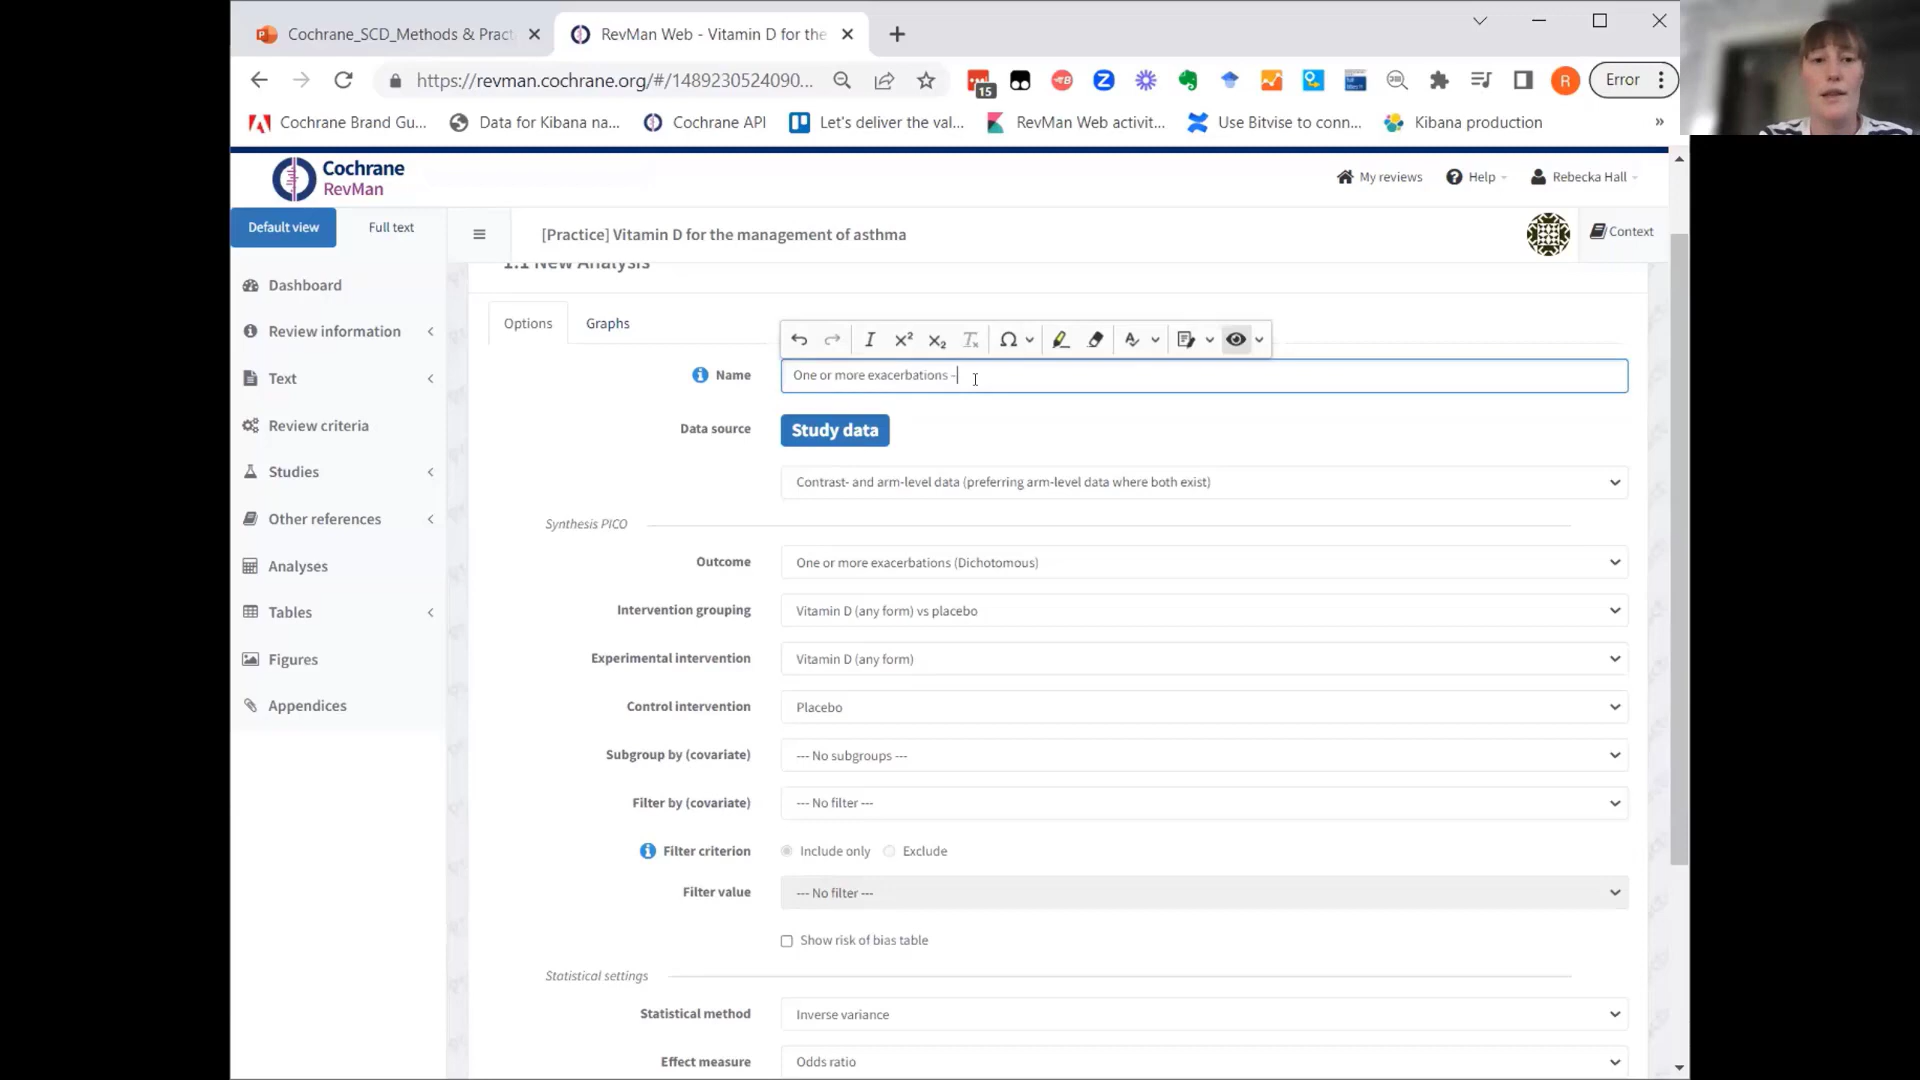 Cochrane_SCD_Methods & Pract
RevMan Web - Vitamin D for the
https://revman.cochrane.org/#/1489230524090...
15
R
Error
Cochrane Brand Gu...
Data for Kibana na...
Cochrane API
Let's deliver the val...
RevMan Web activit...
Use Bitvise to conn...
Kibana production
»
Cochrane
RevMan
My reviews
Help
Rebecka Hall
Default view
Full text
[Practice] Vitamin D for the management of asthma
Context
1.1 New Analysis
Dashboard
Review information
Text
Review criteria
Studies
Other references
Analyses
Tables
Figures
Appendices
Options
Graphs
Name
One or more exacerbations -
Data source
Study data
Contrast- and arm-level data (preferring arm-level data where both exist)
Synthesis PICO
Outcome
One or more exacerbations (Dichotomous)
Intervention grouping
Vitamin D (any form) vs placebo
Experimental intervention
Vitamin D (any form)
Control intervention
Placebo
Subgroup by (covariate)
--- No subgroups ---
Filter by (covariate)
--- No filter ---
Filter criterion
Include only
Exclude
Filter value
--- No filter ---
Show risk of bias table
Statistical settings
Statistical method
Inverse variance
Effect measure
Odds ratio